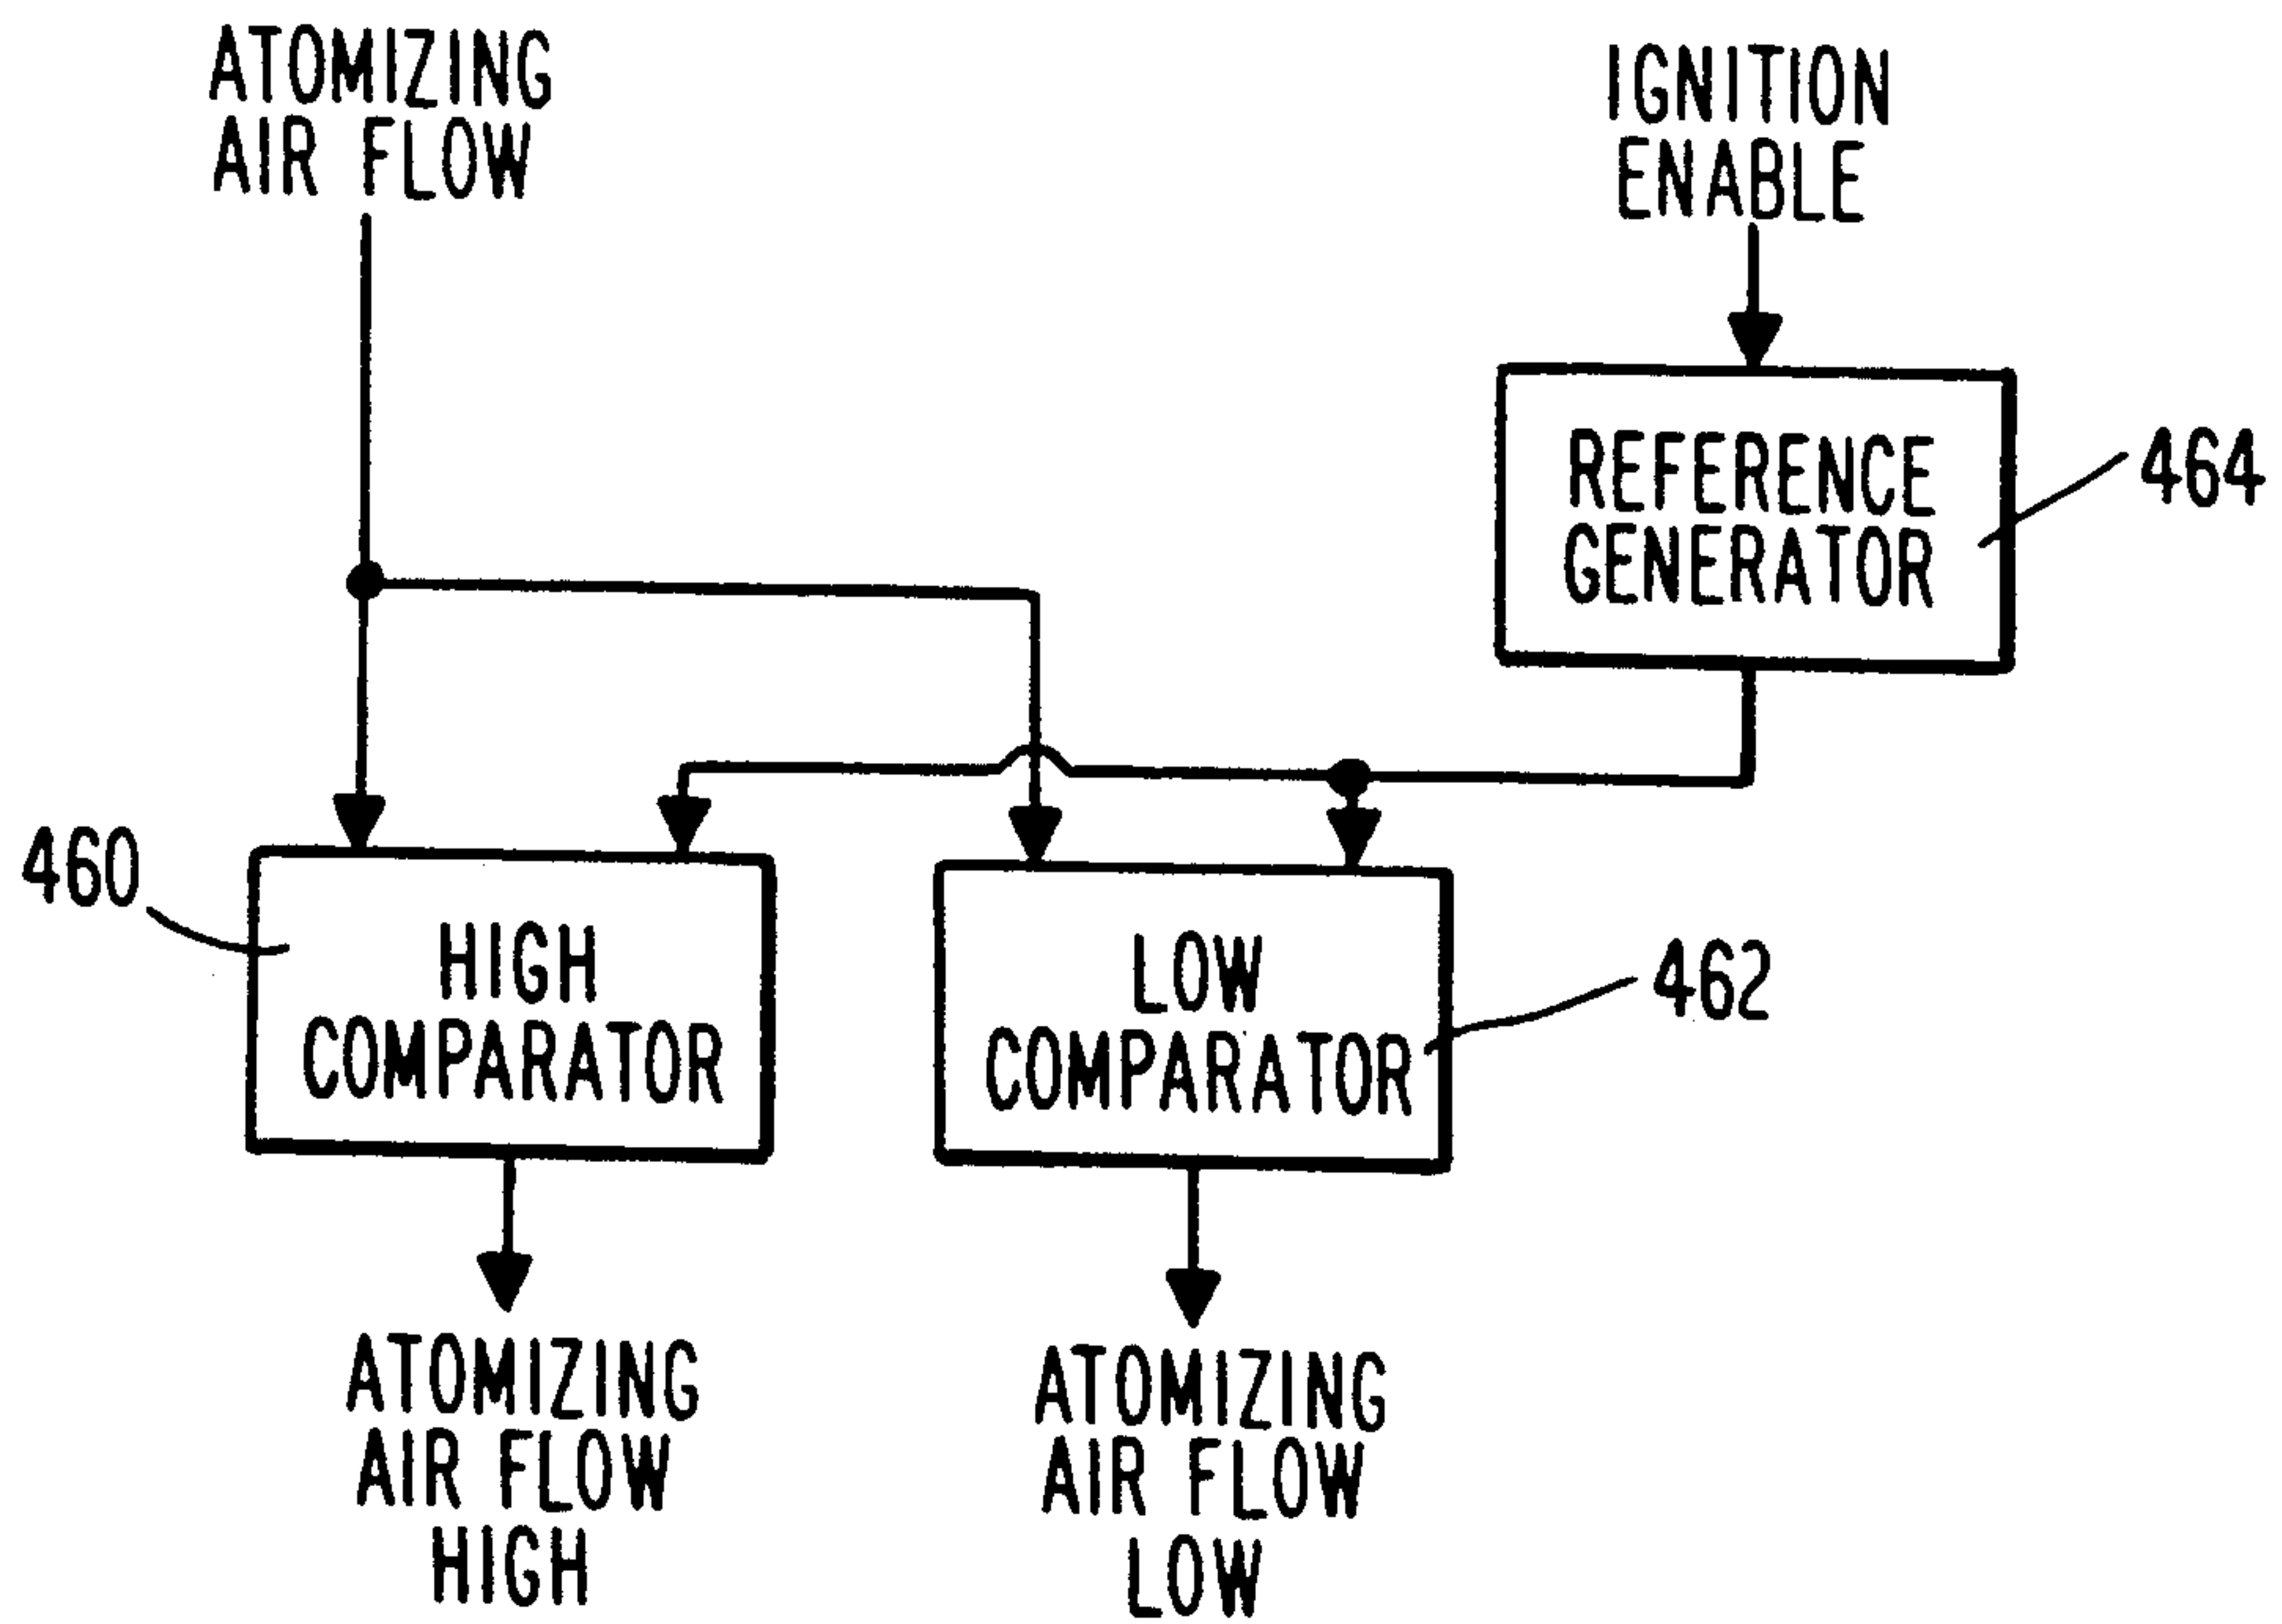 ATOMIZING
AIR FLOW
IGNITION
ENABLE
REFERENCE
GENERATOR
464
460
HIGH
COMPARATOR
LOW
COMPARATOR
462
ATOMIZING
AIR FLOW
HIGH
ATOMIZING
AIR FLOW
LOW